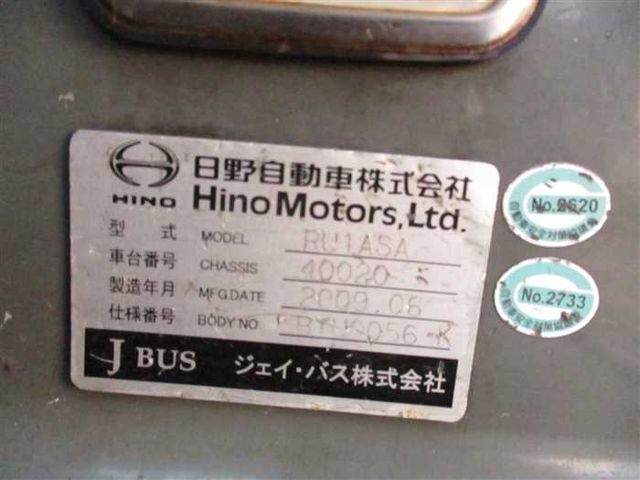 HINO
日野自動車株式会社
Hino Motors, Ltd.
型 式 MODEL RU1ASA
車台番号 CHASSIS 40020
製造年月 MFG DATE 2009.06
仕様番号 BODY NO
J BUS ジェイ・バス株式会社
No.2620
No.2733